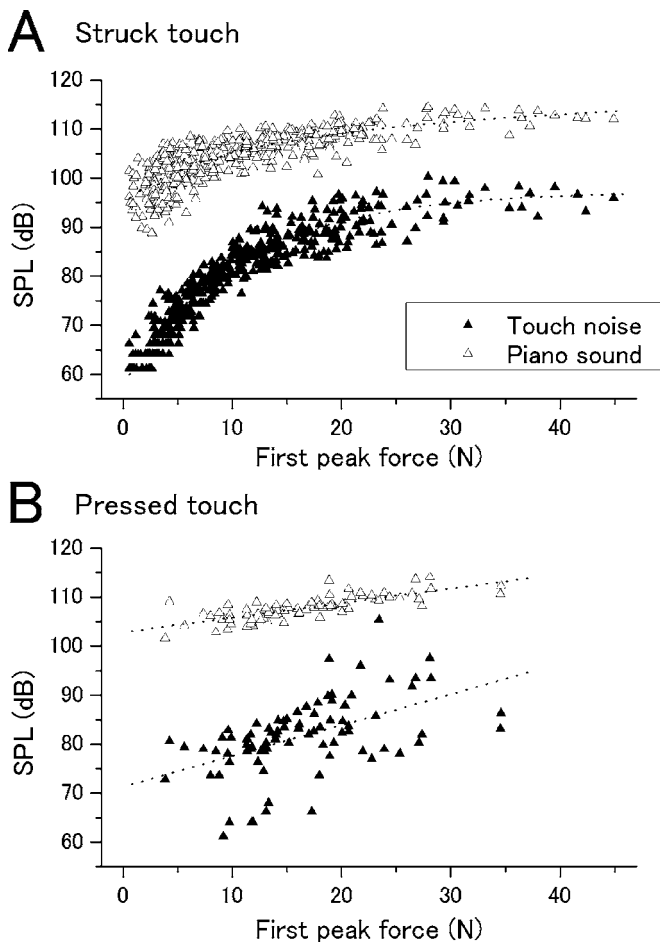 A Struck touch
120
110
100
90
80
70
60
SPL (dB)
▲ Touch noise
△ Piano sound
0 10 20 30 40
First peak force (N)
B Pressed touch
120
110
100
90
80
70
60
SPL (dB)
0 10 20 30 40
First peak force (N)